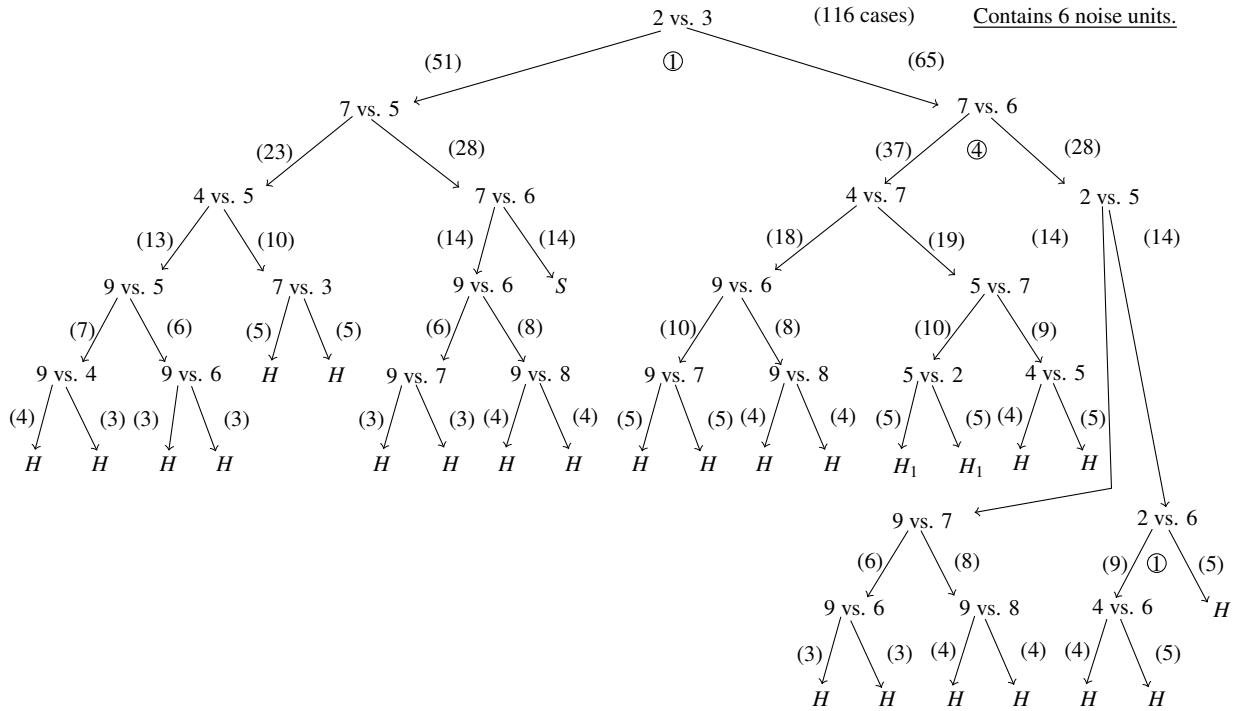 2 vs. 3 (116 cases) Contains 6 noise units.
(51) ① (65)
7 vs. 5 7 vs. 6
(23) (28) (37) ④ (28)
4 vs. 5 7 vs. 6 4 vs. 7 2 vs. 5
(13) (10) (14) (14) (18) (19) (14) (14)
9 vs. 5 7 vs. 3 9 vs. 6 S 9 vs. 6 5 vs. 7
(7) (6) (5) (5) (6) (8) (10) (8) (10) (9)
9 vs. 4 9 vs. 6 H H 9 vs. 7 9 vs. 8 9 vs. 7 9 vs. 8 5 vs. 2 4 vs. 5
(4) (3) (3) (3) (3) (3) (4) (4) (5) (5) (4) (4) (5) (5) (4) (5)
H H H H H H H H H H H H H₁ H₁ H H
9 vs. 7 2 vs. 6
(6) (8) (9) ① (5)
9 vs. 6 9 vs. 8 4 vs. 6 H
(3) (3) (4) (4) (4) (5)
H H H H H H